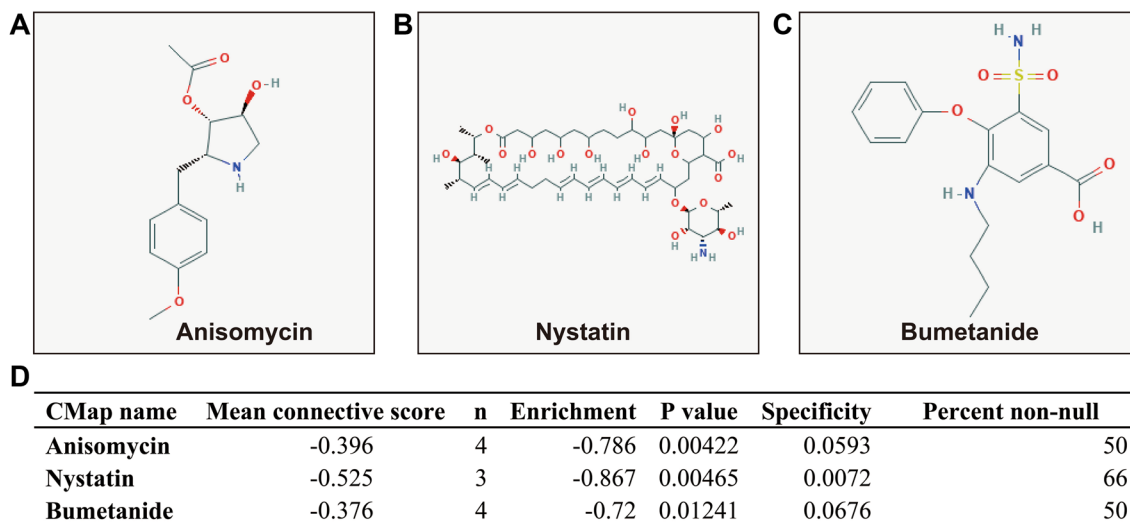 A
B
C
Anisomycin
Nystatin
Bumetanide
D
CMap name Mean connective score n Enrichment P value Specificity Percent non-null
Anisomycin -0.396 4 -0.786 0.00422 0.0593 50
Nystatin -0.525 3 -0.867 0.00465 0.0072 66
Bumetanide -0.376 4 -0.72 0.01241 0.0676 50